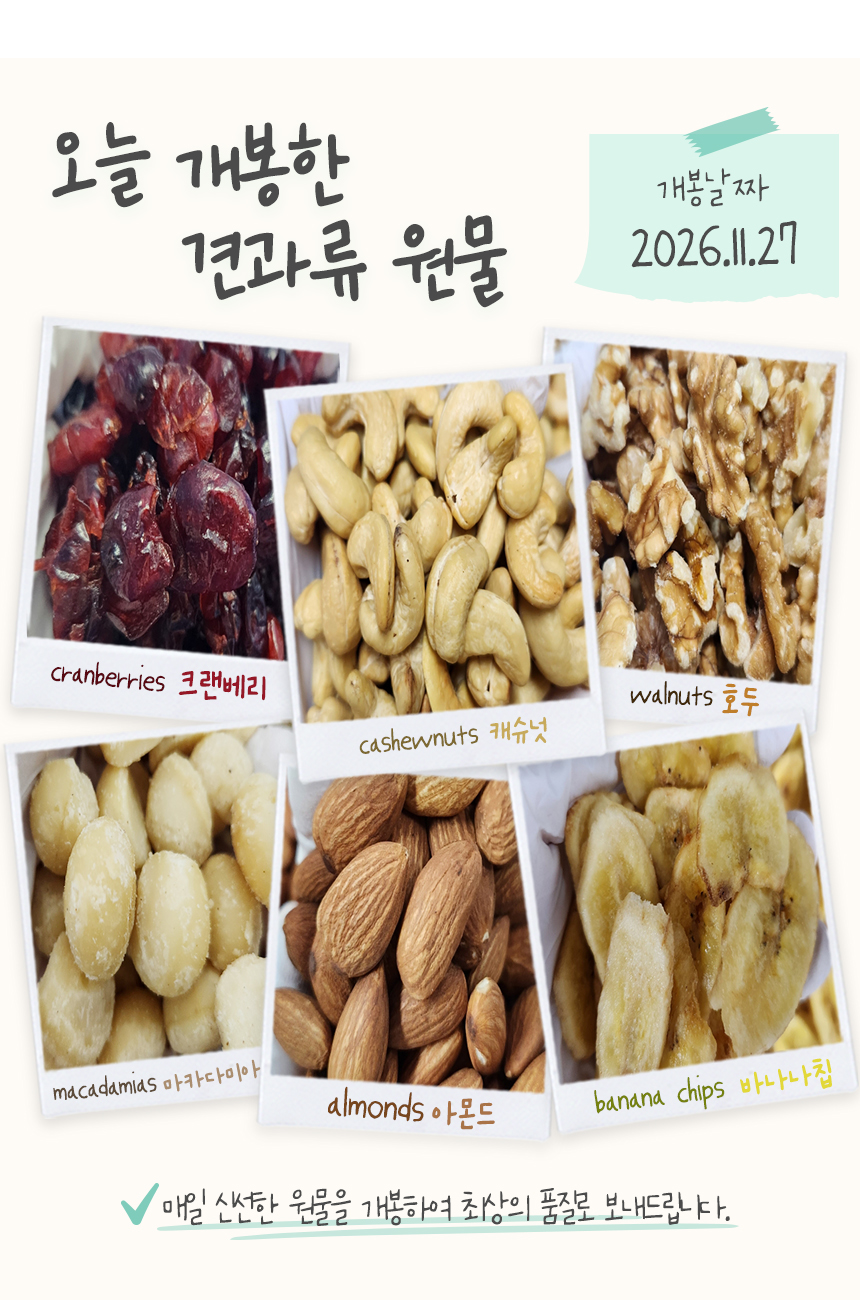 오늘 개봉한
견과류 원물
개봉날짜
2026.11.27
cranberries 크랜베리
cashewnuts 캐슈넛
walnuts 호두
macadamias 마카다미아
almonds 아몬드
banana chips 바나나칩
매일 신선한 원물을 개봉하여 최상의 품질로 보내드립니다.